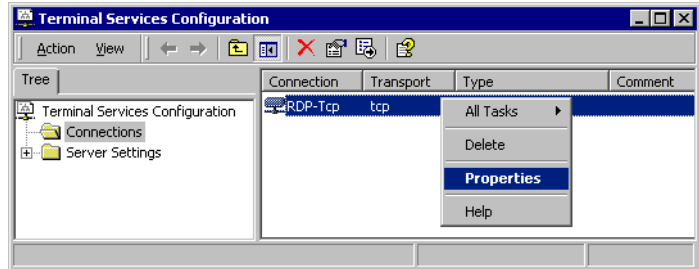 Terminal Services Configuration
Action View
Tree
Connection Transport Type Comment
Terminal Services Configuration
Connections
Server Settings
RDP-Tcp tcp
All Tasks
Delete
Properties
Help